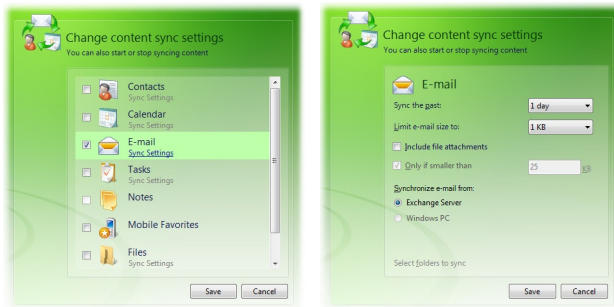 Change content sync settings
You can also start or stop syncing content
Contacts
Sync Settings
Calendar
Sync Settings
E-mail
Sync Settings
Tasks
Sync Settings
Notes
Mobile Favorites
Files
Sync Settings
Save Cancel
Change content sync settings
You can also start or stop syncing content
E-mail
Sync the past: 1 day
Limit e-mail size to: 1 KB
Include file attachments
Only if smaller than 25 KB
Synchronize e-mail from:
Exchange Server
Windows PC
Select folders to sync
Save Cancel